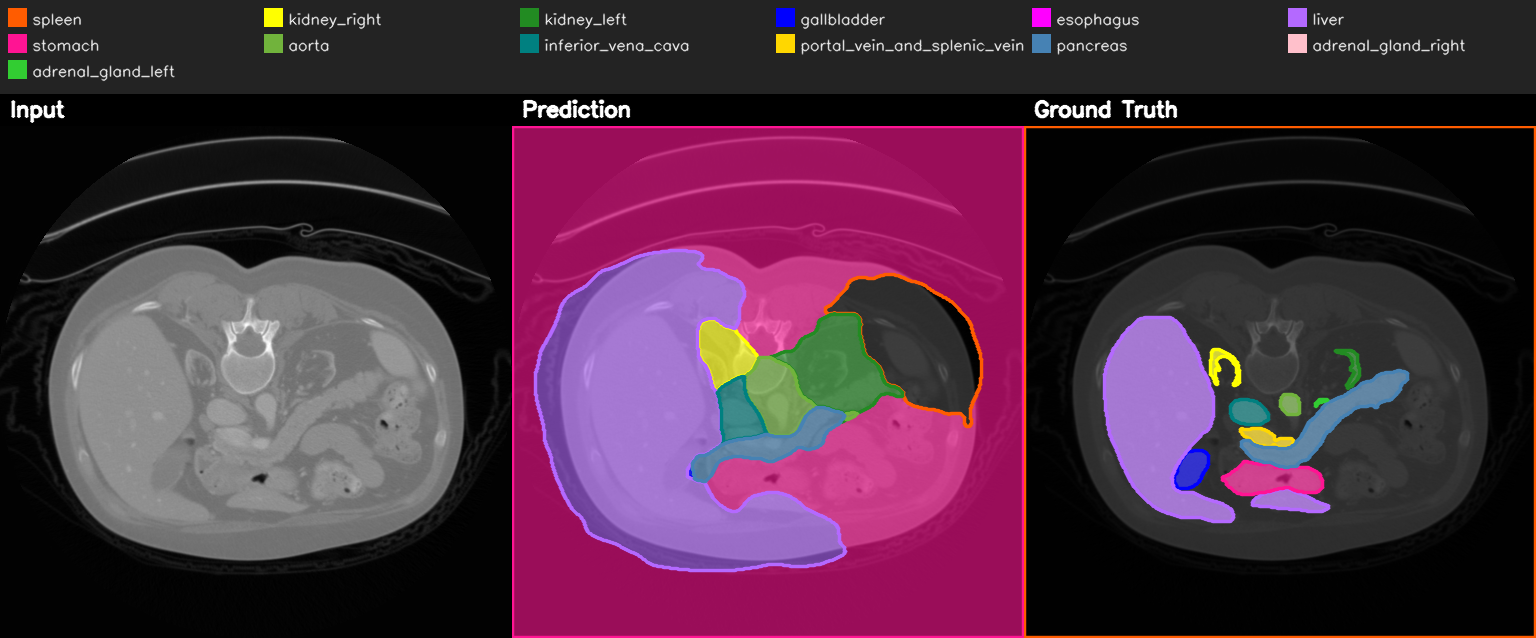 spleen kidney_right kidney_left gallbladder esophagus liver
stomach aorta inferior_vena_cava portal_vein_and_splenic_vein pancreas adrenal_gland_right
adrenal_gland_left
Input Prediction Ground Truth